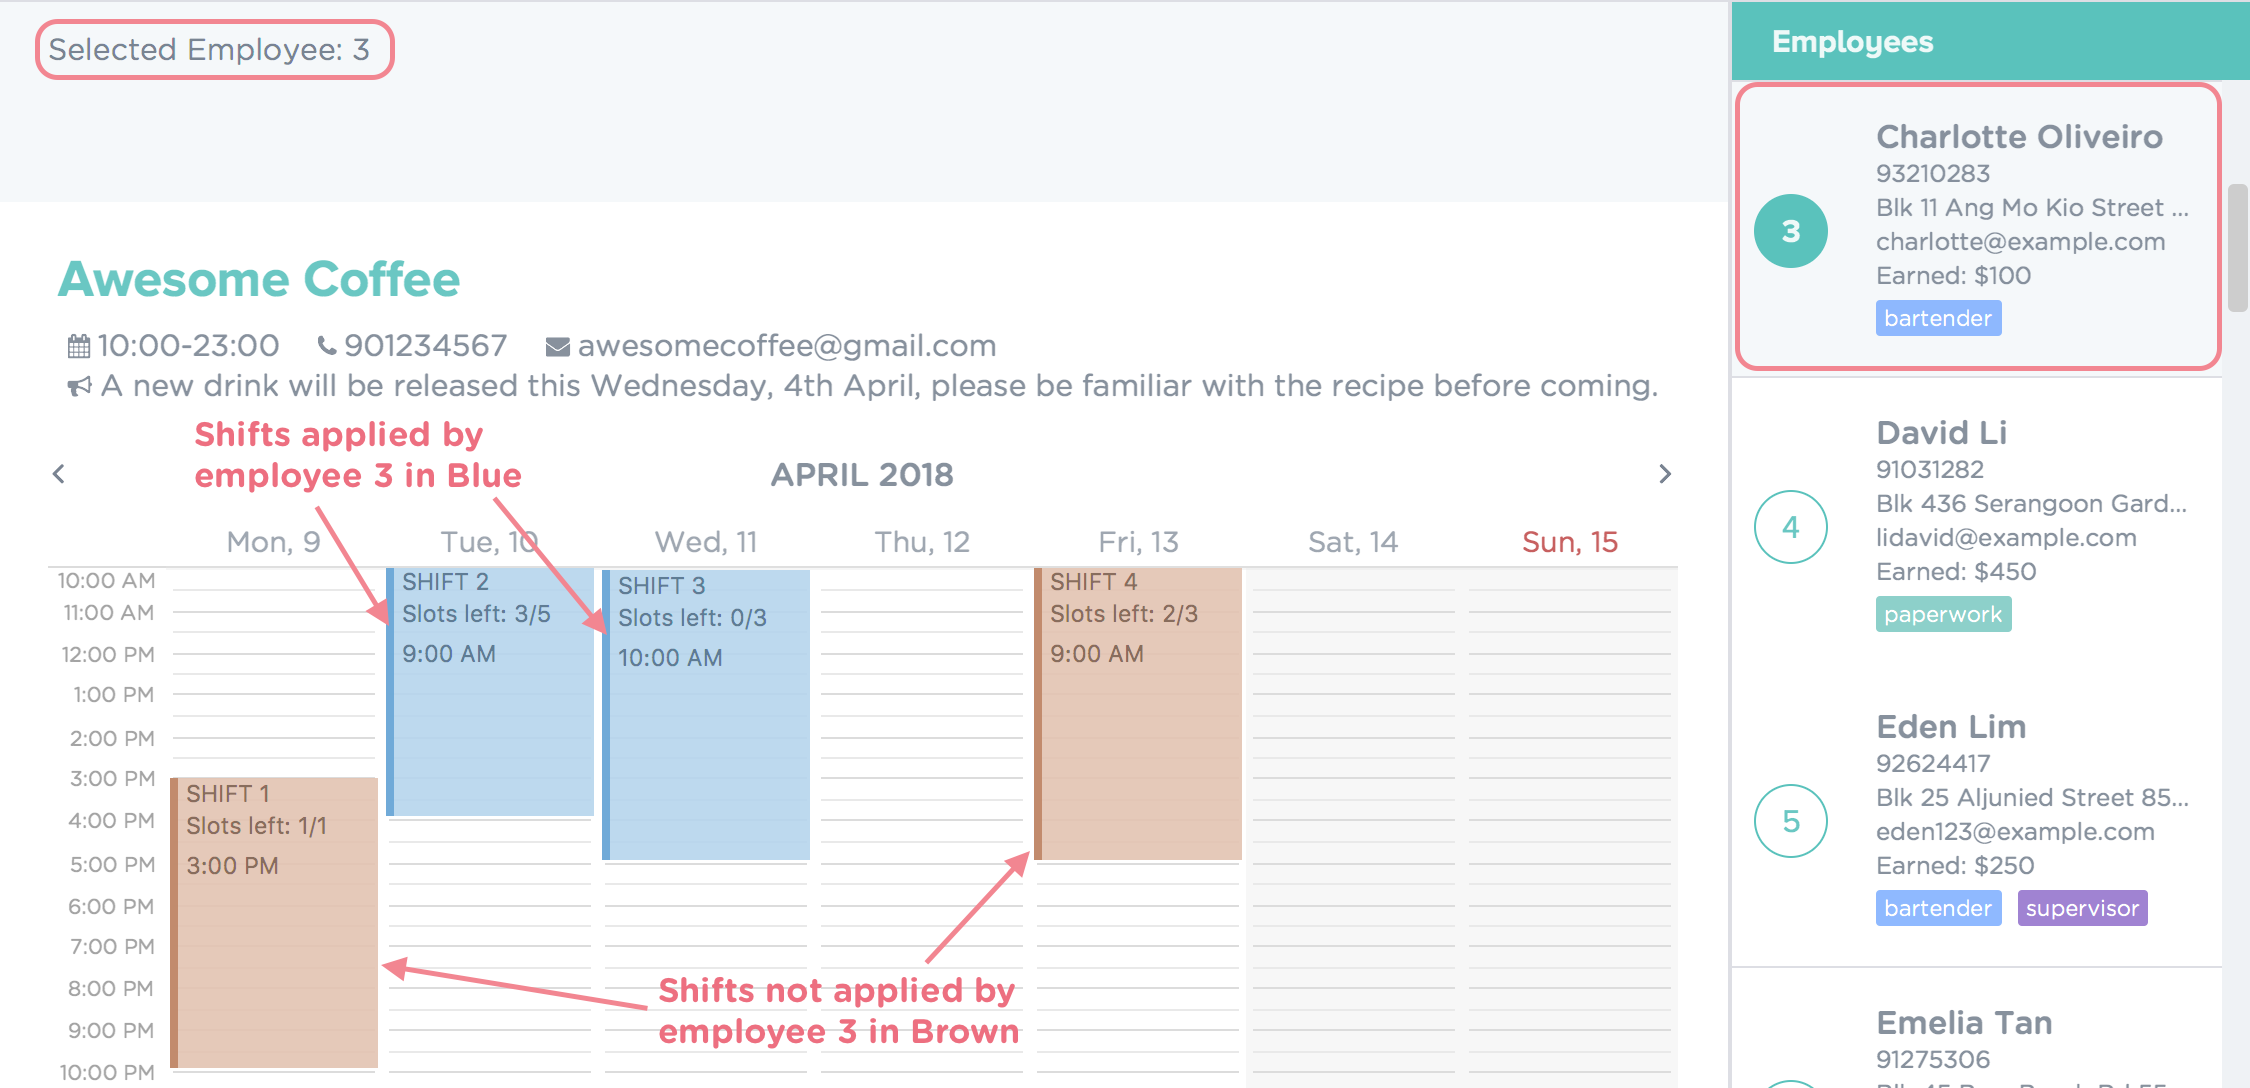 Selected Employee: 3
Awesome Coffee
10:00-23:00 901234567 awesomecoffee@gmail.com
A new drink will be released this Wednesday, 4th April, please be familiar with the recipe before coming.
Shifts applied by
employee 3 in Blue
APRIL 2018
Mon, 9 Tue, 10 Wed, 11 Thu, 12 Fri, 13 Sat, 14 Sun, 15
10:00 AM
11:00 AM
12:00 PM
1:00 PM
2:00 PM
3:00 PM
4:00 PM
5:00 PM
6:00 PM
7:00 PM
8:00 PM
9:00 PM
10:00 PM
SHIFT 1
Slots left: 1/1
3:00 PM
SHIFT 2
Slots left: 3/5
9:00 AM
SHIFT 3
Slots left: 0/3
10:00 AM
SHIFT 4
Slots left: 2/3
9:00 AM
Shifts not applied by
employee 3 in Brown
Employees
3
Charlotte Oliveiro
93210283
Blk 11 Ang Mo Kio Street ...
charlotte@example.com
Earned: $100
bartender
4
David Li
91031282
Blk 436 Serangoon Gard...
lidavid@example.com
Earned: $450
paperwork
5
Eden Lim
92624417
Blk 25 Aljunied Street 85...
eden123@example.com
Earned: $250
bartender supervisor
Emelia Tan
91275306